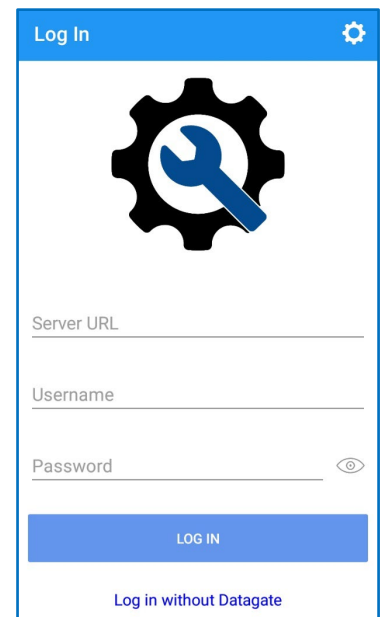 Log In
Server URL
Username
Password
LOG IN
Log in without Datagate